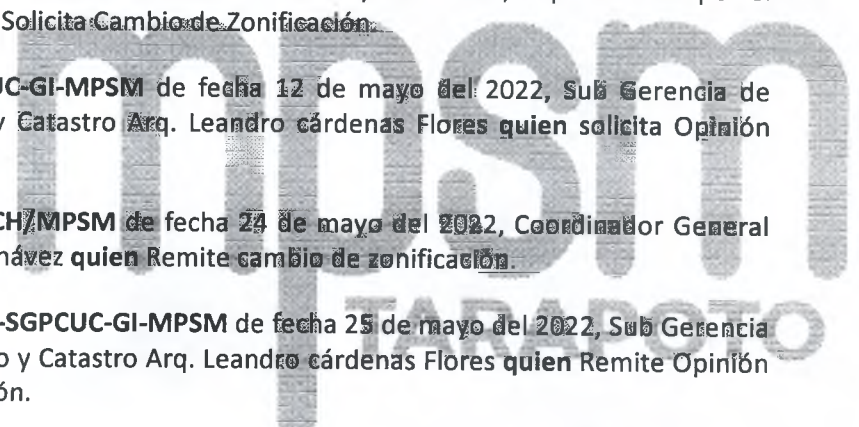 Solicita Cambio de Zonificación.
UC-GI-MPSM de fecha 12 de mayo del 2022, Sub Gerencia de
y Catastro Arq. Leandro cárdenas Flores quien solicita Opinión
CH/MPSM de fecha 24 de mayo del 2022, Coordinador General
hávez quien Remite cambio de zonificación.
-SGPCUC-GI-MPSM de fecha 25 de mayo del 2022, Sub Gerencia
o y Catastro Arq. Leandro cárdenas Flores quien Remite Opinión
ón.
mpsm
TARAPOTO